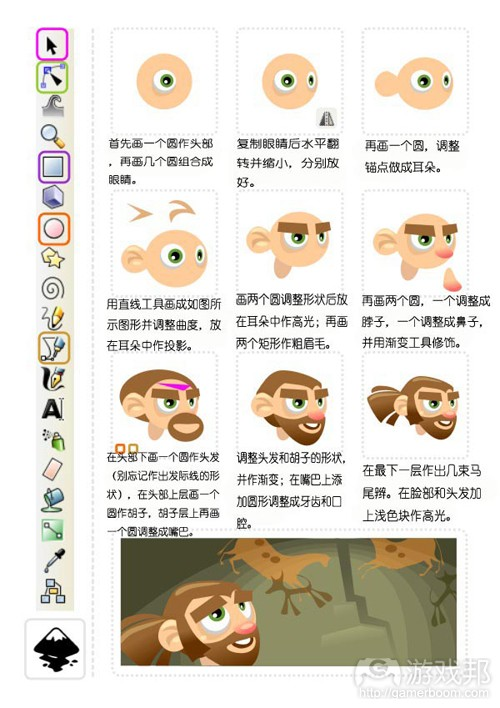 首先画一个圆作头部
，再画几个圆组合成
眼睛。
复制眼睛后水平翻
转并缩小，分别放
好。
再画一个圆，调整
锚点做成耳朵。
用直线工具画成如图所
示图形并调整曲度，放
在耳朵中作投影。
画两个圆调整形状后放
在耳朵中作高光；再画
两个矩形作粗眉毛。
再画两个圆，一个调整成
脖子，一个调整成鼻子，
并用渐变工具修饰。
在头部下画一个圆作头发
（别忘记作出发际线的形
状），在头部上层画一个
圆作胡子，胡子层上再画
一个圆调整成嘴巴。
调整头发和胡子的形状，
并作渐变；在嘴巴上添
加圆形调整成牙齿和口
腔。
在最下一层作出几束马
尾辫。在脸部和头发加
上浅色块作高光。
游戏邦
http://damerboom.com